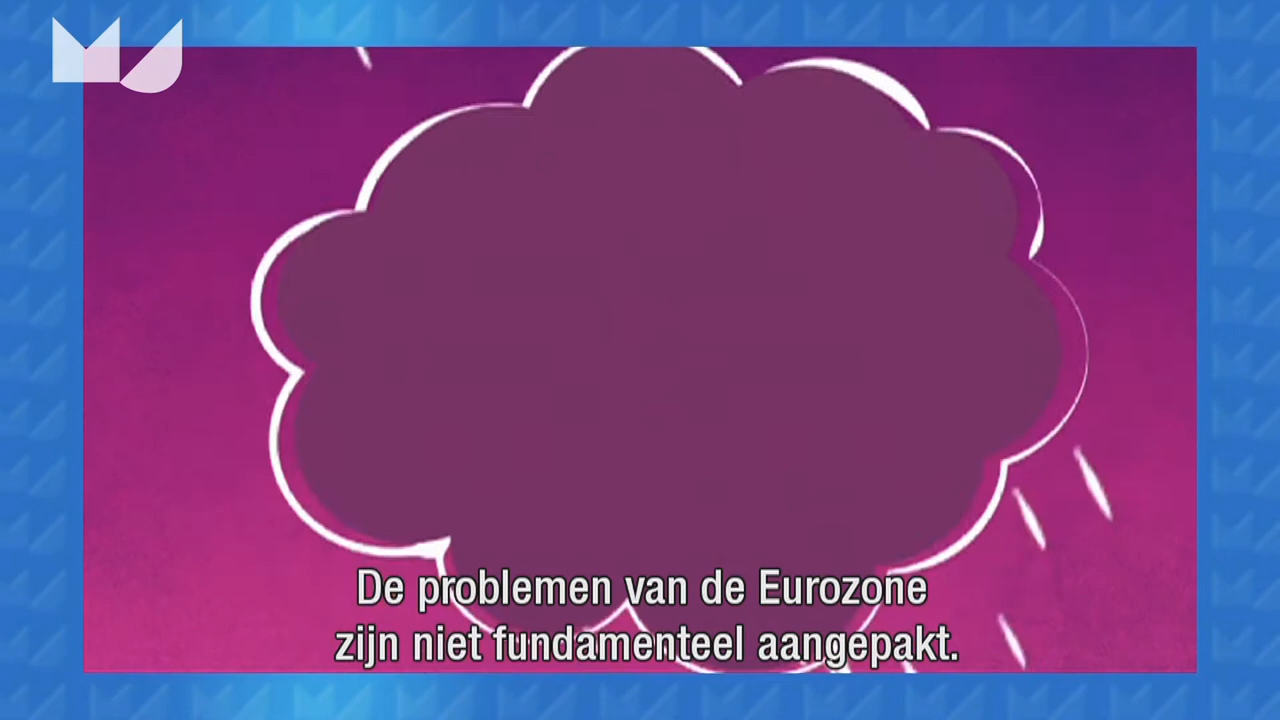 De problemen van de Eurozone
zijn niet fundamenteel aangepakt.